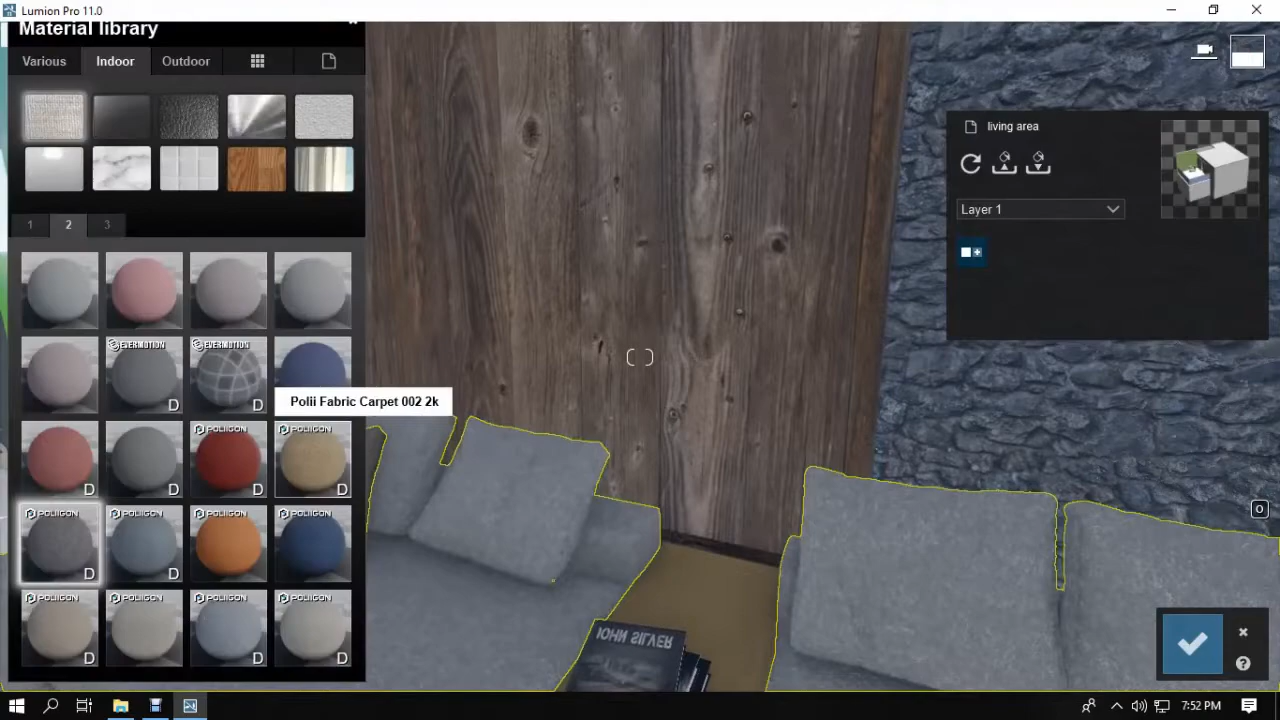 Lumion Pro 11.0
Material library
Various
Indoor
Outdoor
1
2
3
living area
Layer 1
EVERMOTION
D
EVERMOTION
D
Polii Fabric Carpet 002 2k
D
D
POLIIGON
D
POLIIGON
D
POLIIGON
D
POLIIGON
D
POLIIGON
POLIIGON
POLIIGON
D
POLIIGON
D
POLIIGON
D
POLIIGON
D
JOHN SILVER
O
?
7:52 PM